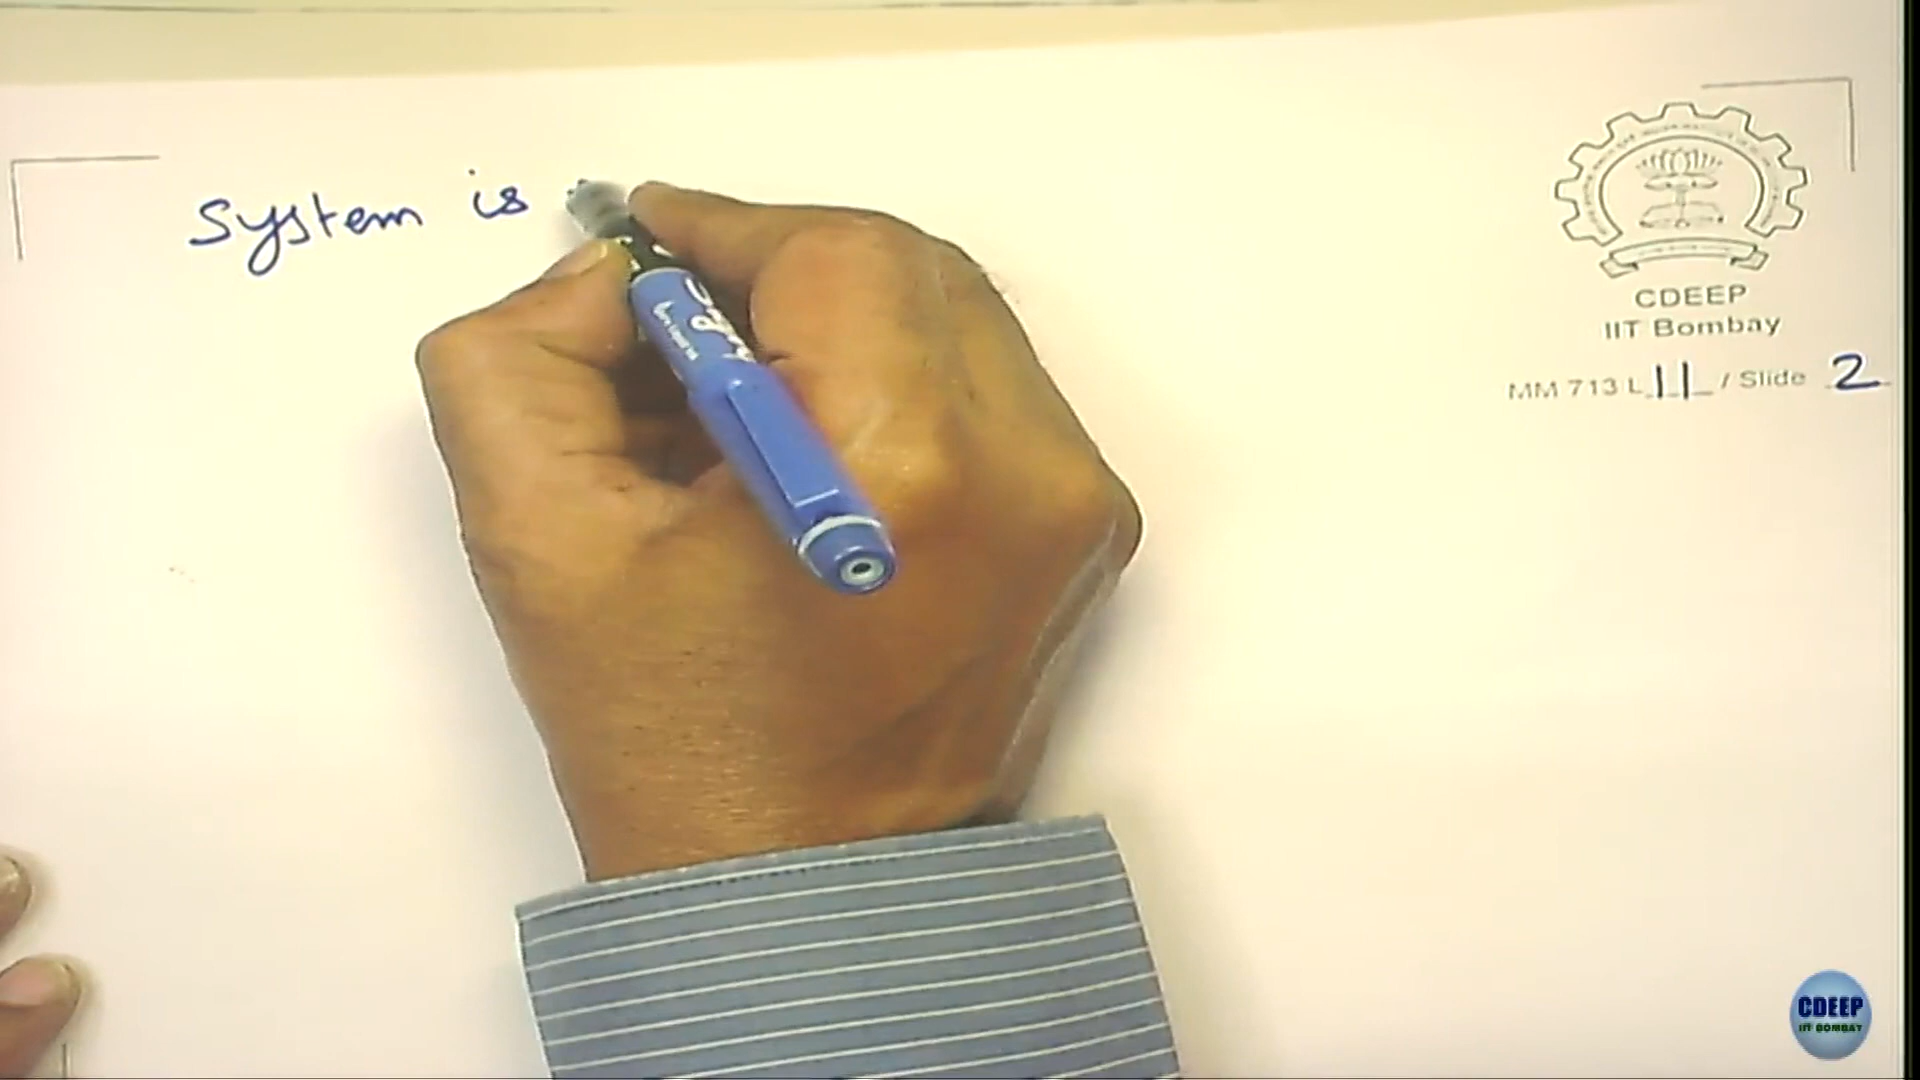 System is
CDEEP
IIT Bombay
MM 713 L 11 / Slide 2
CDEEP
IIT BOMBAY